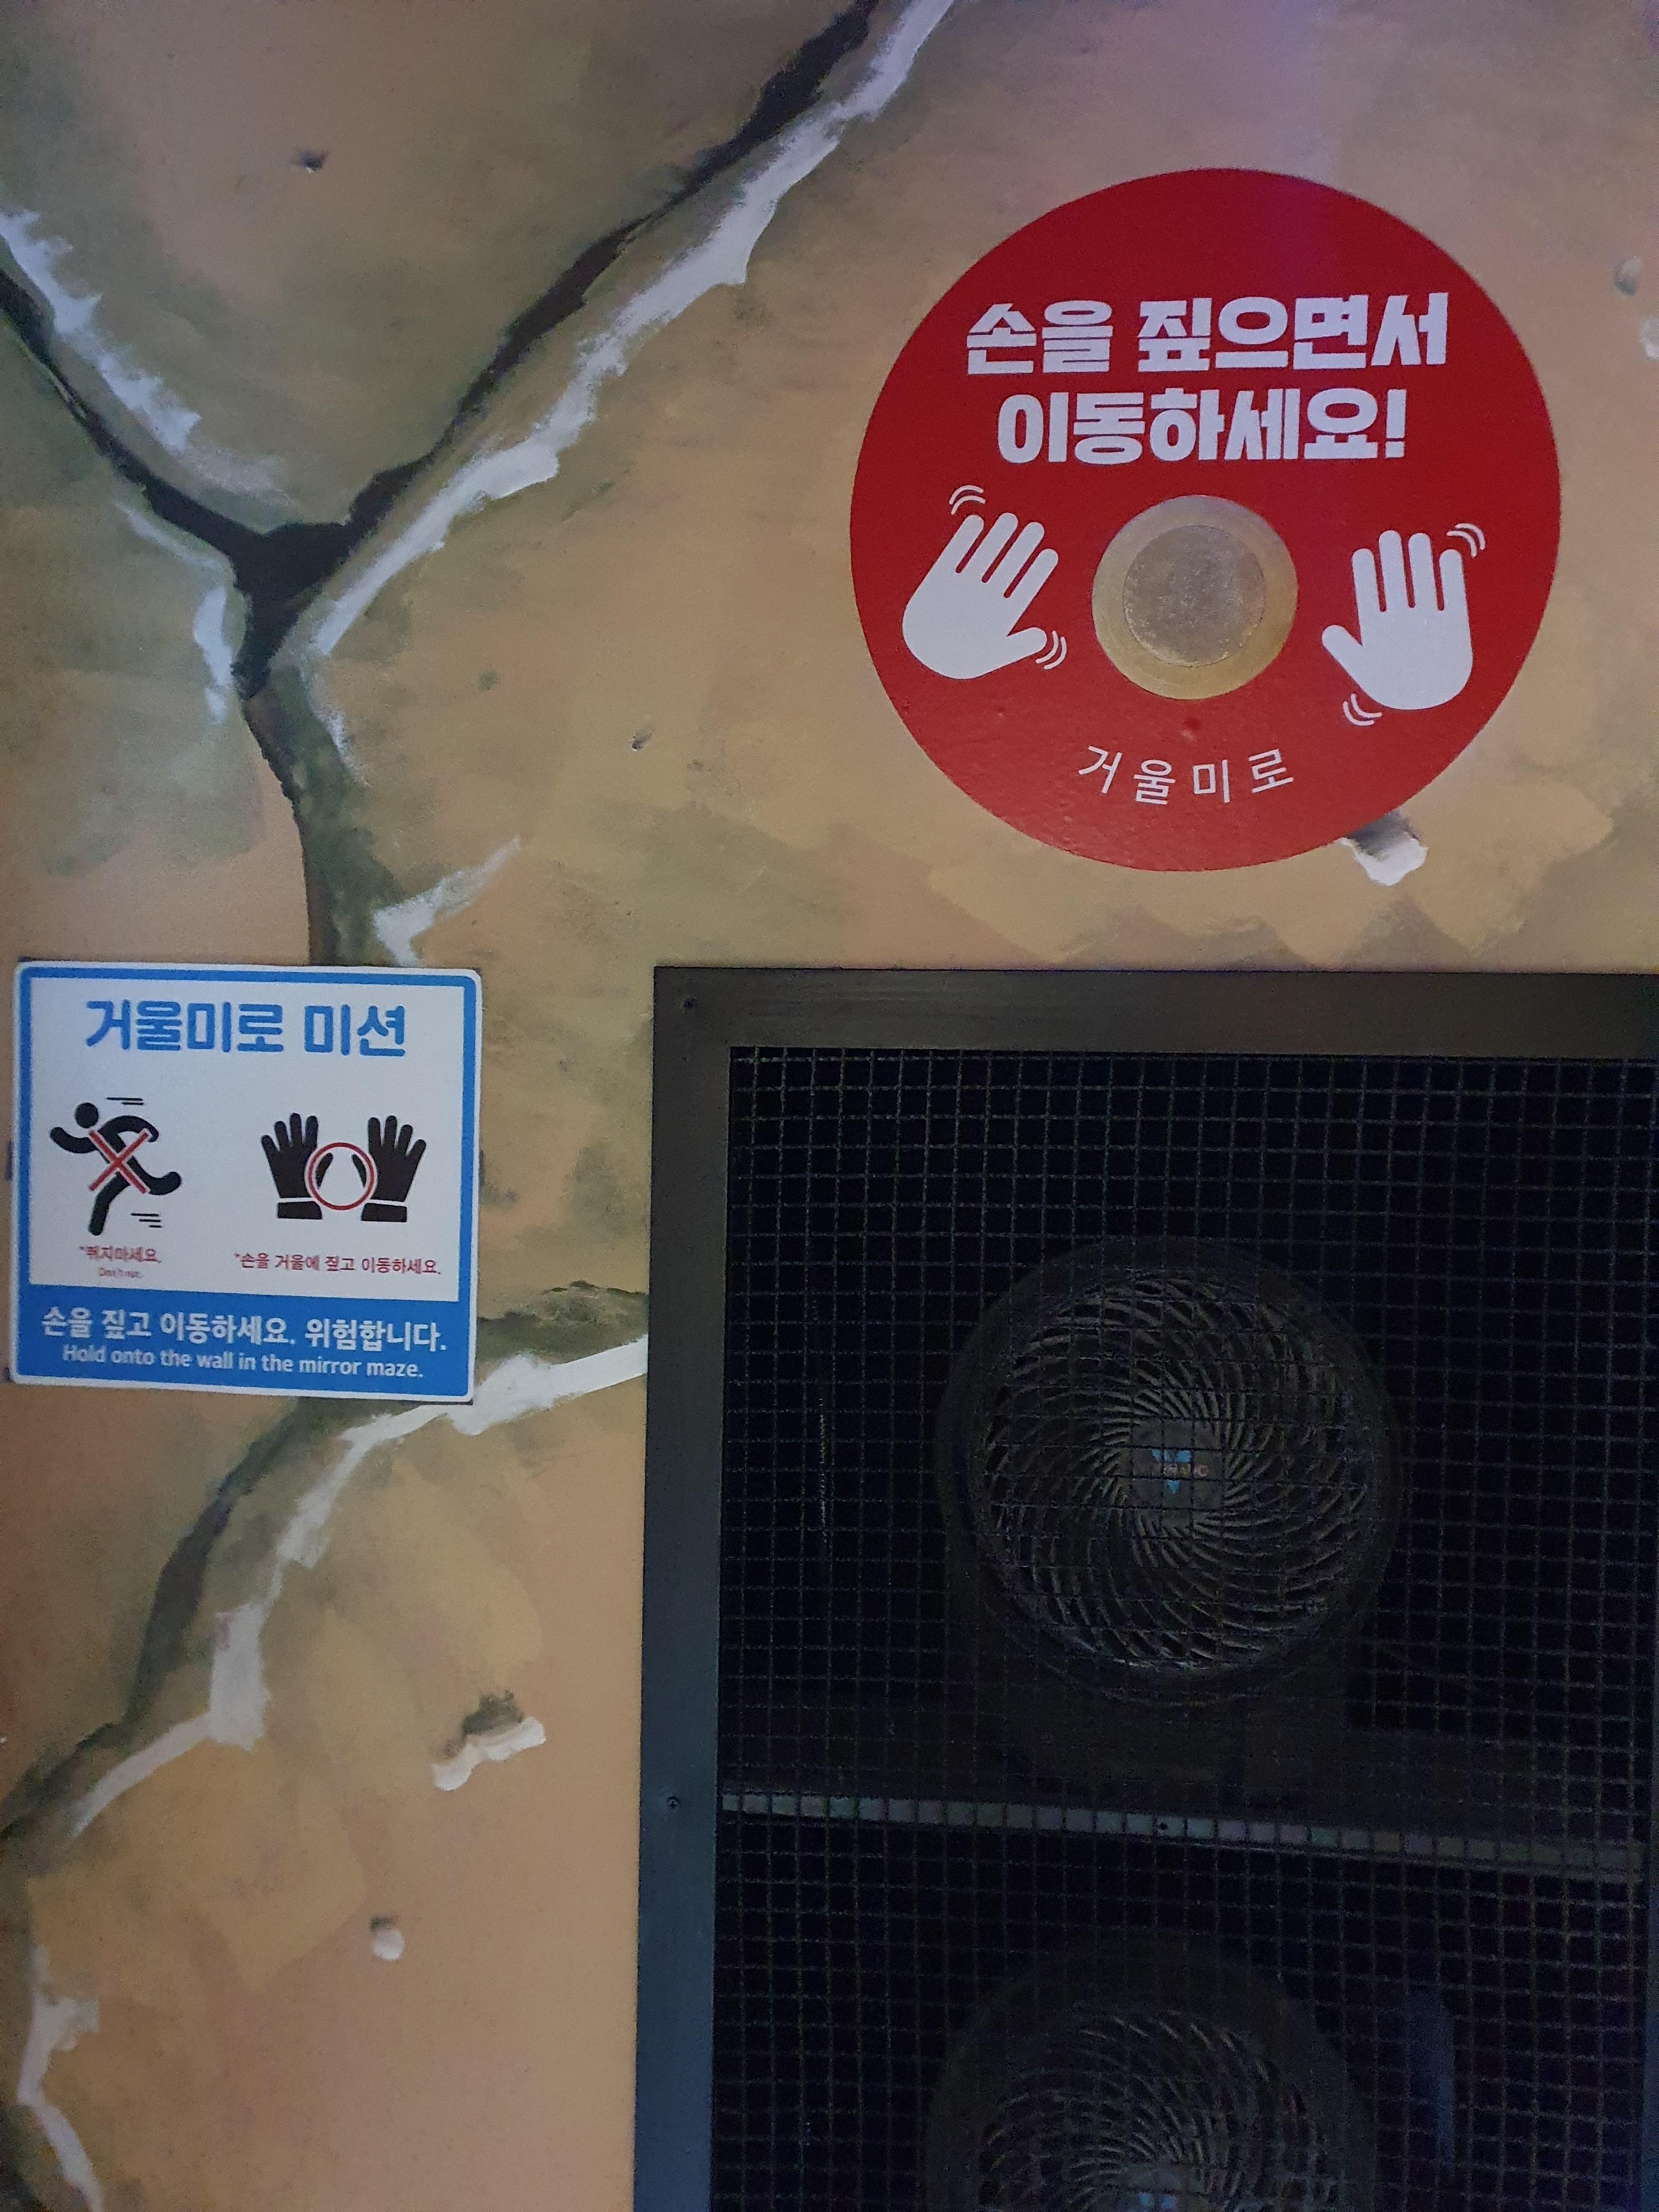 손을 짚으면서
이동하세요!
거울미로
거울미로 미션
*뛰지마세요.
Don't run.
*손을 거울에 짚고 이동하세요.
손을 짚고 이동하세요. 위험합니다.
Hold onto the wall in the mirror maze.